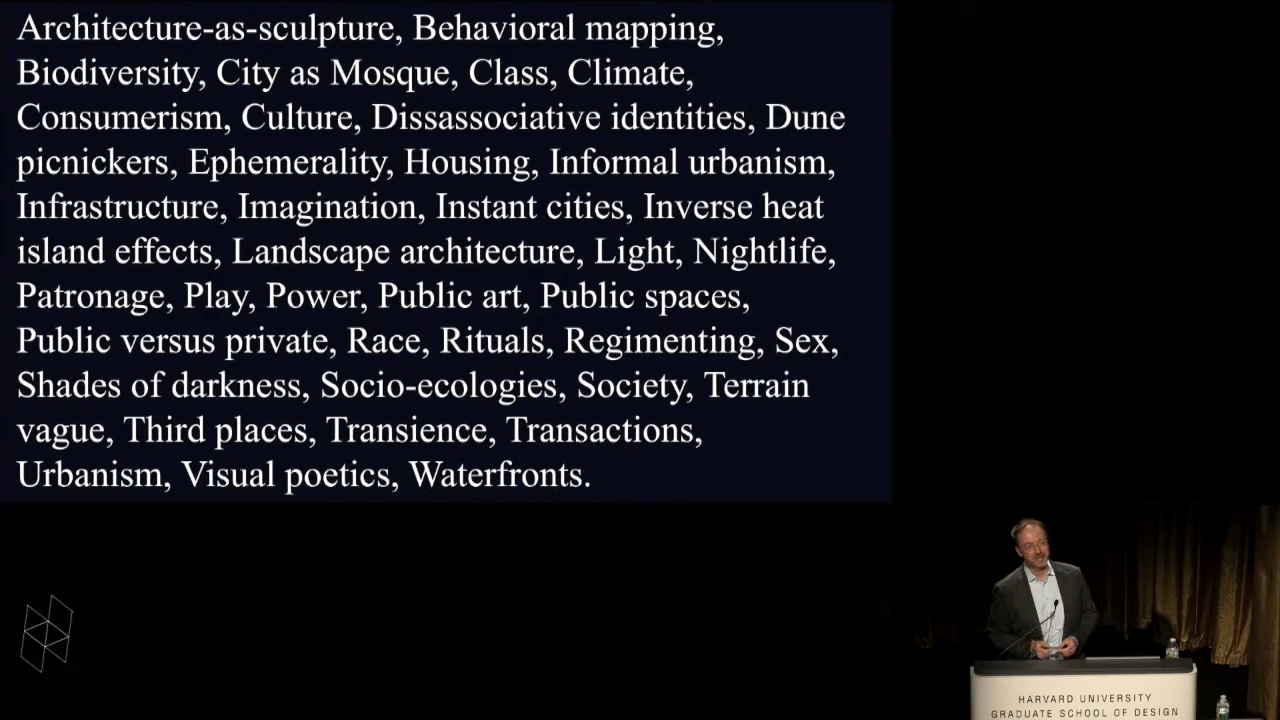 Architecture-as-sculpture, Behavioral mapping,
Biodiversity, City as Mosque, Class, Climate,
Consumerism, Culture, Dissassociative identities, Dune
picnickers, Ephemerality, Housing, Informal urbanism,
Infrastructure, Imagination, Instant cities, Inverse heat
island effects, Landscape architecture, Light, Nightlife,
Patronage, Play, Power, Public art, Public spaces,
Public versus private, Race, Rituals, Regimenting, Sex,
Shades of darkness, Socio-ecologies, Society, Terrain
vague, Third places, Transience, Transactions,
Urbanism, Visual poetics, Waterfronts.
HARVARD UNIVERSITY
GRADUATE SCHOOL OF DESIGN